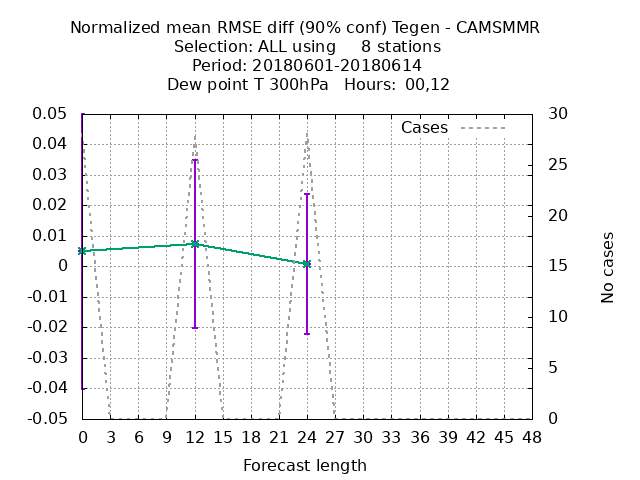 Normalized mean RMSE diff (90% conf) Tegen - CAMSMMR
Selection: ALL using     8 stations
Period: 20180601-20180614
Dew point T 300hPa   Hours:  00,12
Cases
0.05
0.04
0.03
0.02
0.01
0
-0.01
-0.02
-0.03
-0.04
-0.05
30
25
20
15
10
5
0
No cases
0 3 6 9 12 15 18 21 24 27 30 33 36 39 42 45 48
Forecast length